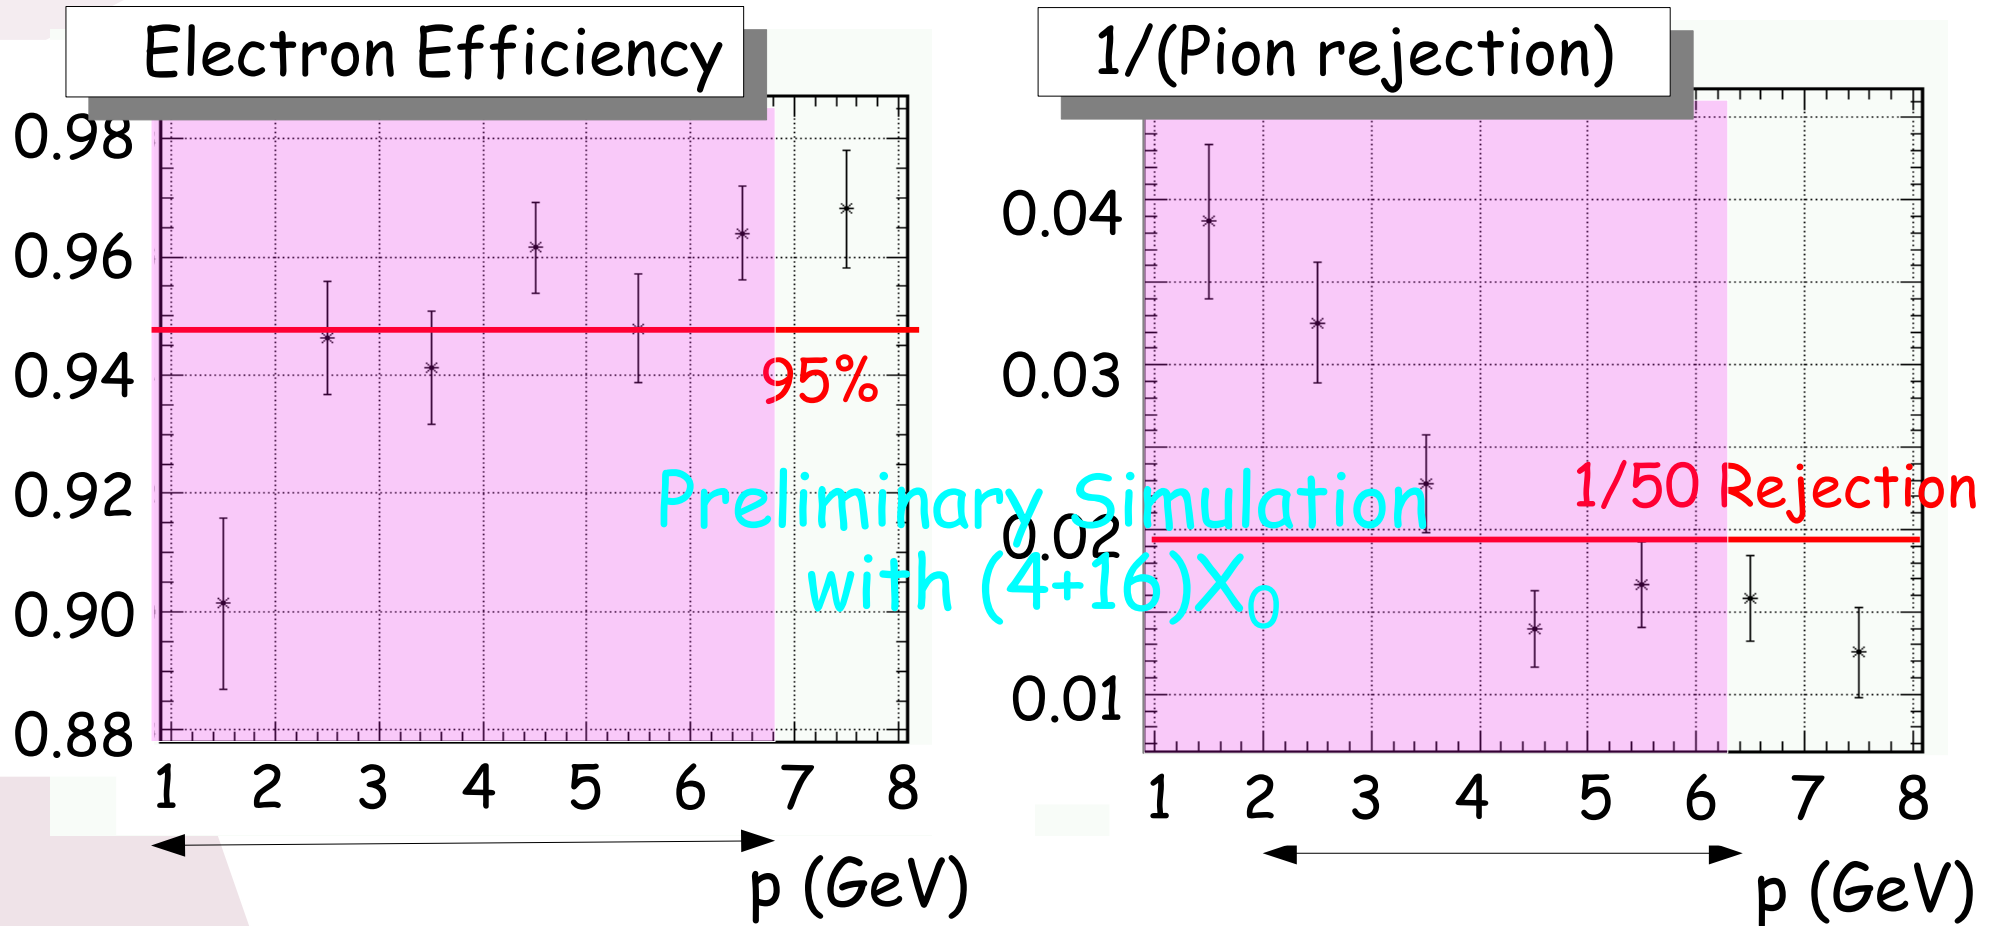 Electron Efficiency
0.98
0.96
0.94
0.92
0.90
0.88
1 2 3 4 5 6 7 8
95%
p (GeV)
1/(Pion rejection)
0.04
0.03
0.02
0.01
1 2 3 4 5 6 7 8
1/50 Rejection
p (GeV)
Preliminary Simulation
with (4+16)X₀